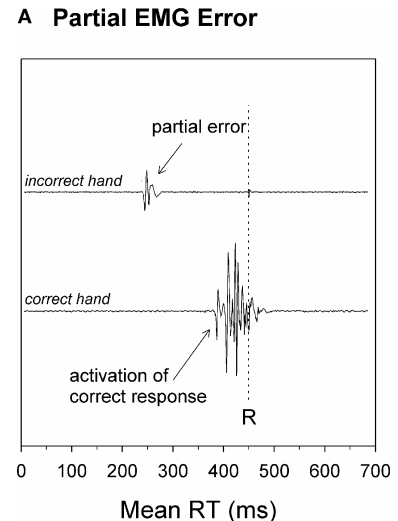 A Partial EMG Error
partial error
incorrect hand
correct hand
activation of
correct response
R
0 100 200 300 400 500 600 700
Mean RT (ms)